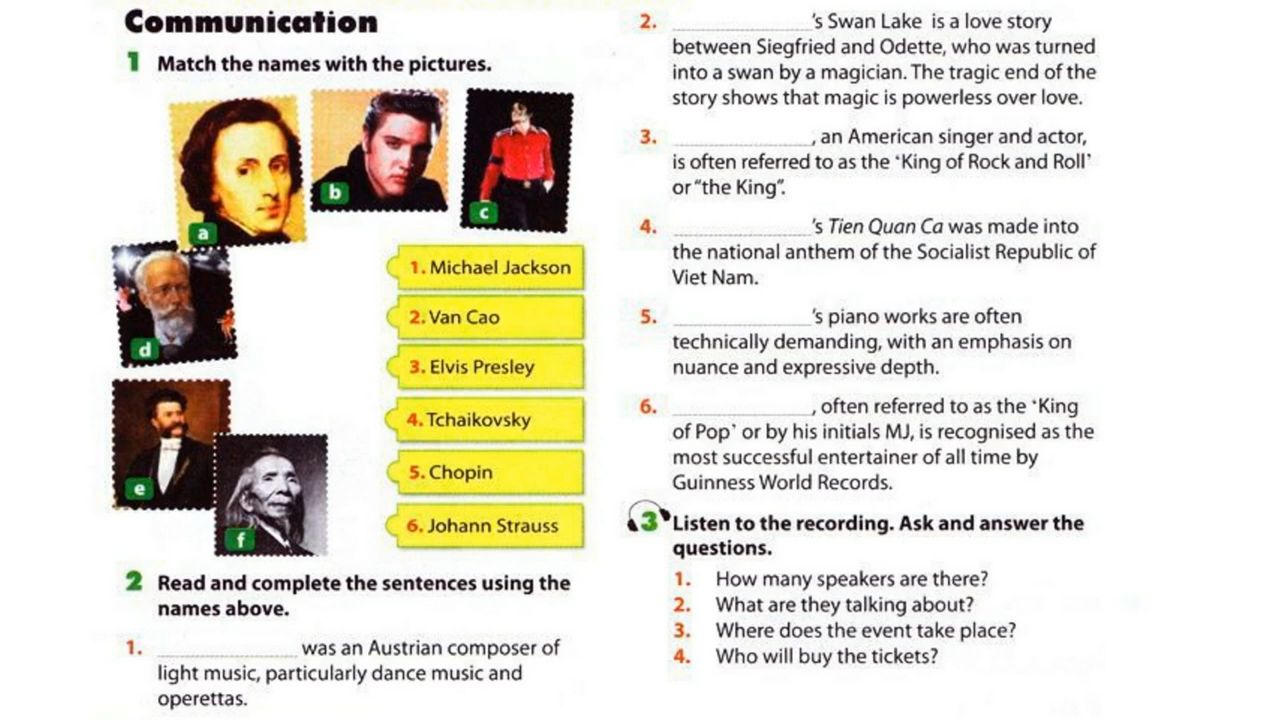 Communication
1 Match the names with the pictures.
a
b
c
d
e
f
1. Michael Jackson
2. Van Cao
3. Elvis Presley
4. Tchaikovsky
5. Chopin
6. Johann Strauss
2 Read and complete the sentences using the
names above.
1. ____________ was an Austrian composer of
light music, particularly dance music and
operettas.
2. ____________'s Swan Lake is a love story
between Siegfried and Odette, who was turned
into a swan by a magician. The tragic end of the
story shows that magic is powerless over love.
3. ____________, an American singer and actor,
is often referred to as the ‘King of Rock and Roll’
or “the King”.
4. ____________'s Tien Quan Ca was made into
the national anthem of the Socialist Republic of
Viet Nam.
5. ____________'s piano works are often
technically demanding, with an emphasis on
nuance and expressive depth.
6. ____________, often referred to as the ‘King
of Pop’ or by his initials MJ, is recognised as the
most successful entertainer of all time by
Guinness World Records.
3 Listen to the recording. Ask and answer the
questions.
1. How many speakers are there?
2. What are they talking about?
3. Where does the event take place?
4. Who will buy the tickets?